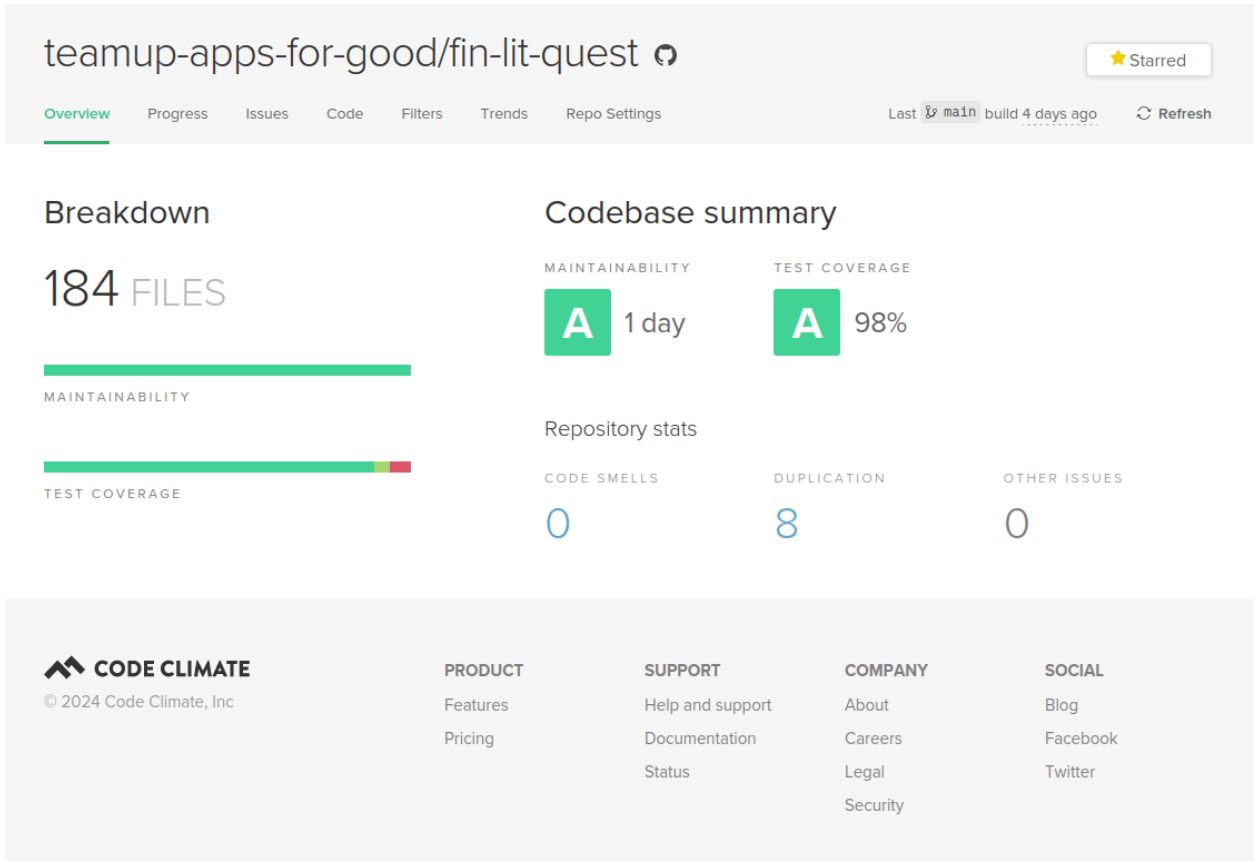 teamup-apps-for-good/fin-lit-quest
Starred
Overview Progress Issues Code Filters Trends Repo Settings
Last main build 4 days ago Refresh
Breakdown
184 FILES
MAINTAINABILITY
TEST COVERAGE
Codebase summary
MAINTAINABILITY TEST COVERAGE
A 1 day A 98%
Repository stats
CODE SMELLS DUPLICATION OTHER ISSUES
0 8 0
CODE CLIMATE
© 2024 Code Climate, Inc
PRODUCT
Features
Pricing
SUPPORT
Help and support
Documentation
Status
COMPANY
About
Careers
Legal
Security
SOCIAL
Blog
Facebook
Twitter